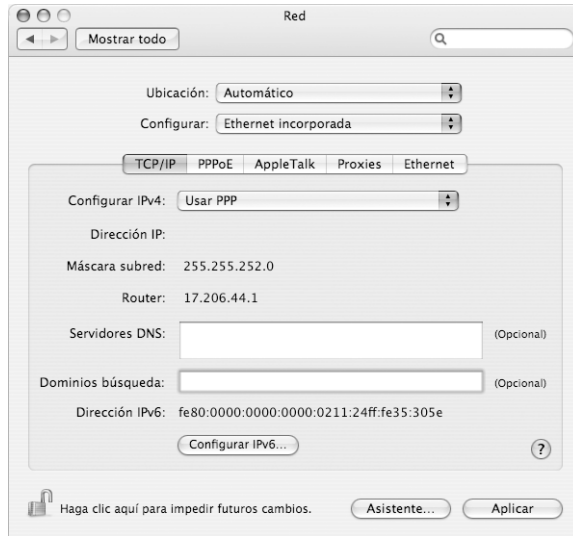 Red
Mostrar todo
Ubicación: Automático
Configurar: Ethernet incorporada
TCP/IP PPPoE AppleTalk Proxies Ethernet
Configurar IPv4: Usar PPP
Dirección IP:
Máscara subred: 255.255.252.0
Router: 17.206.44.1
Servidores DNS: (Opcional)
Dominios búsqueda: (Opcional)
Dirección IPv6: fe80:0000:0000:0000:0211:24ff:fe35:305e
Configurar IPv6... ?
Haga clic aquí para impedir futuros cambios. Asistente... Aplicar